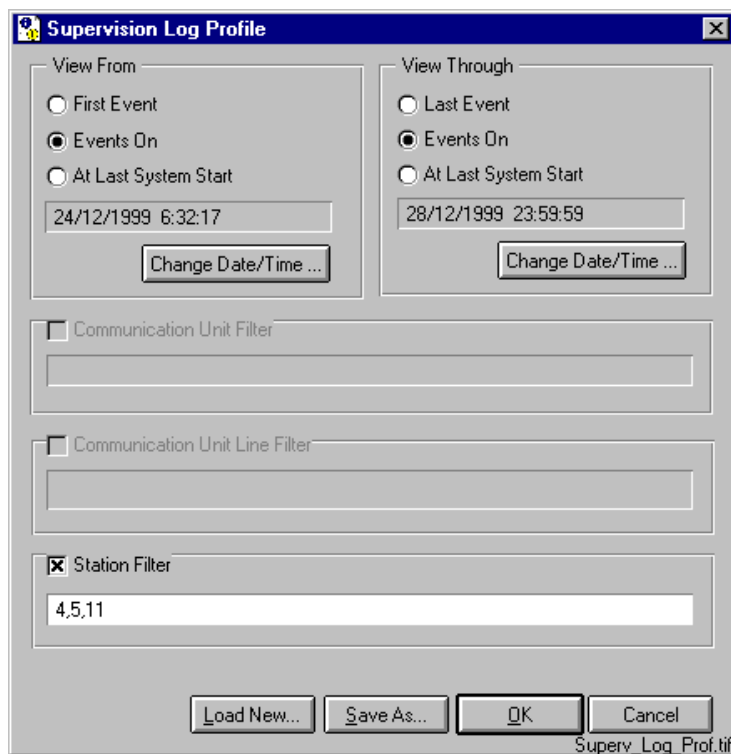 Supervision Log Profile
View From
First Event
Events On
At Last System Start
24/12/1999 6:32:17
Change Date/Time ...
View Through
Last Event
Events On
At Last System Start
28/12/1999 23:59:59
Change Date/Time ...
Communication Unit Filter
Communication Unit Line Filter
Station Filter
4,5,11
Load New... Save As... OK Cancel
Superv_Log_Prof.tif